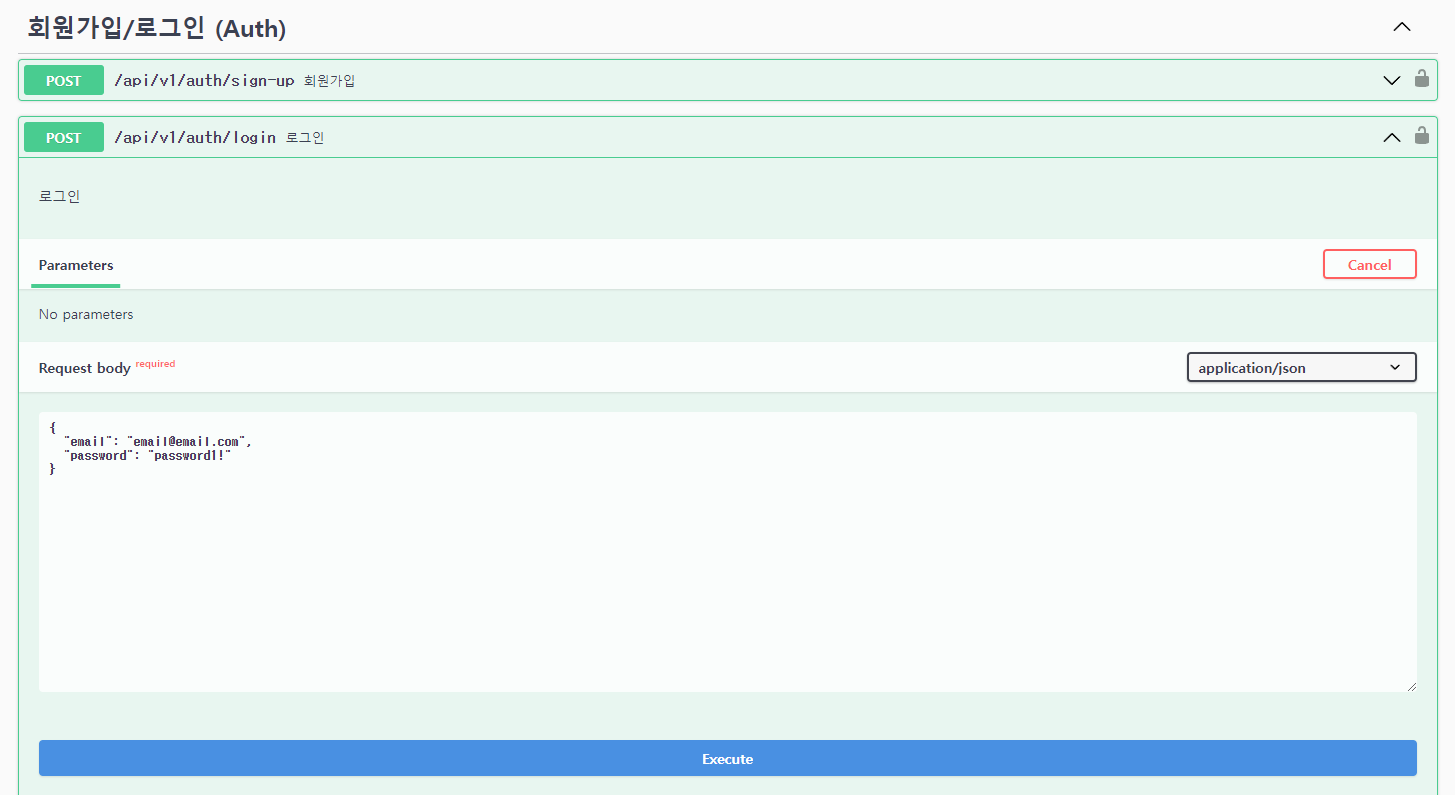 회원가입/로그인 (Auth)
POST /api/v1/auth/sign-up 회원가입
POST /api/v1/auth/login 로그인
로그인
Parameters
Cancel
No parameters
Request body required
application/json
{
  "email": "email@email.com",
  "password": "password1!"
}
Execute